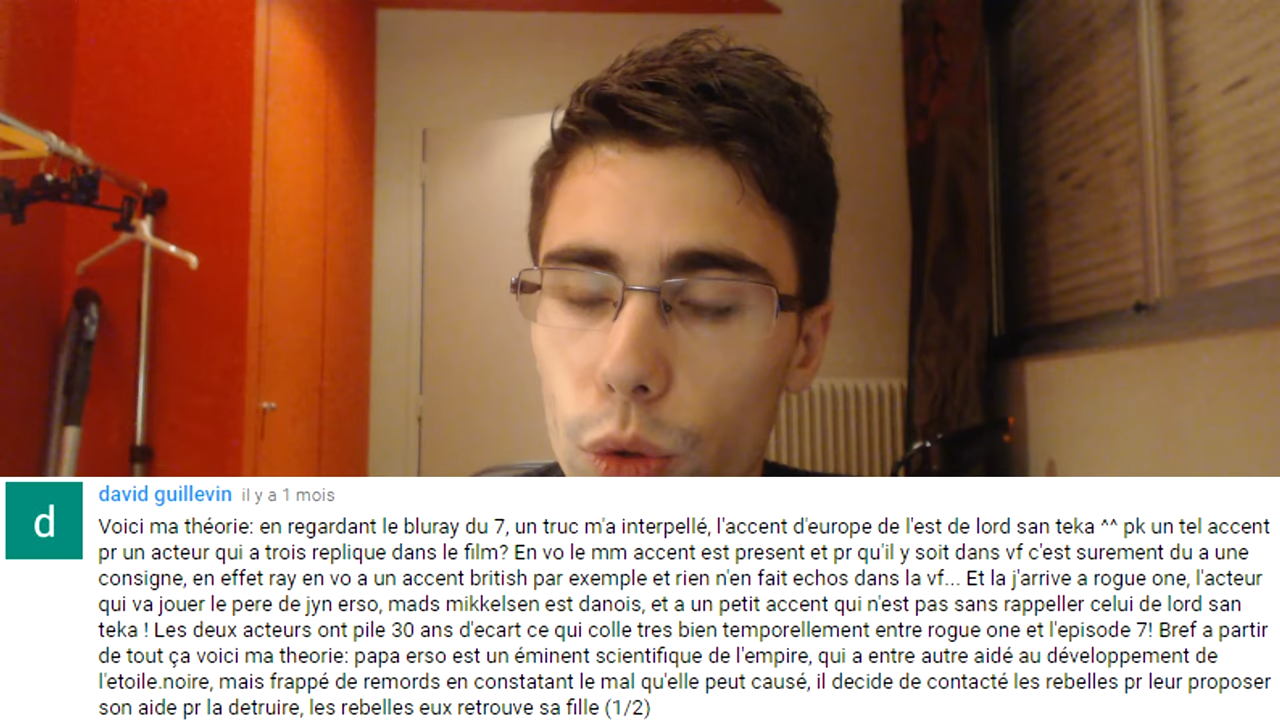 d
david guillevin il y a 1 mois
Voici ma théorie: en regardant le bluray du 7, un truc m'a interpellé, l'accent d'europe de l'est de lord san teka ^^ pk un tel accent
pr un acteur qui a trois replique dans le film? En vo le mm accent est present et pr qu'il y soit dans vf c'est surement du a une
consigne, en effet ray en vo a un accent british par exemple et rien n'en fait echos dans la vf... Et la j'arrive a rogue one, l'acteur
qui va jouer le pere de jyn erso, mads mikkelsen est danois, et a un petit accent qui n'est pas sans rappeller celui de lord san
teka ! Les deux acteurs ont pile 30 ans d'ecart ce qui colle tres bien temporellement entre rogue one et l'episode 7! Bref a partir
de tout ça voici ma theorie: papa erso est un éminent scientifique de l'empire, qui a entre autre aidé au développement de
l'etoile.noire, mais frappé de remords en constatant le mal qu'elle peut causé, il decide de contacté les rebelles pr leur proposer
son aide pr la detruire, les rebelles eux retrouve sa fille (1/2)